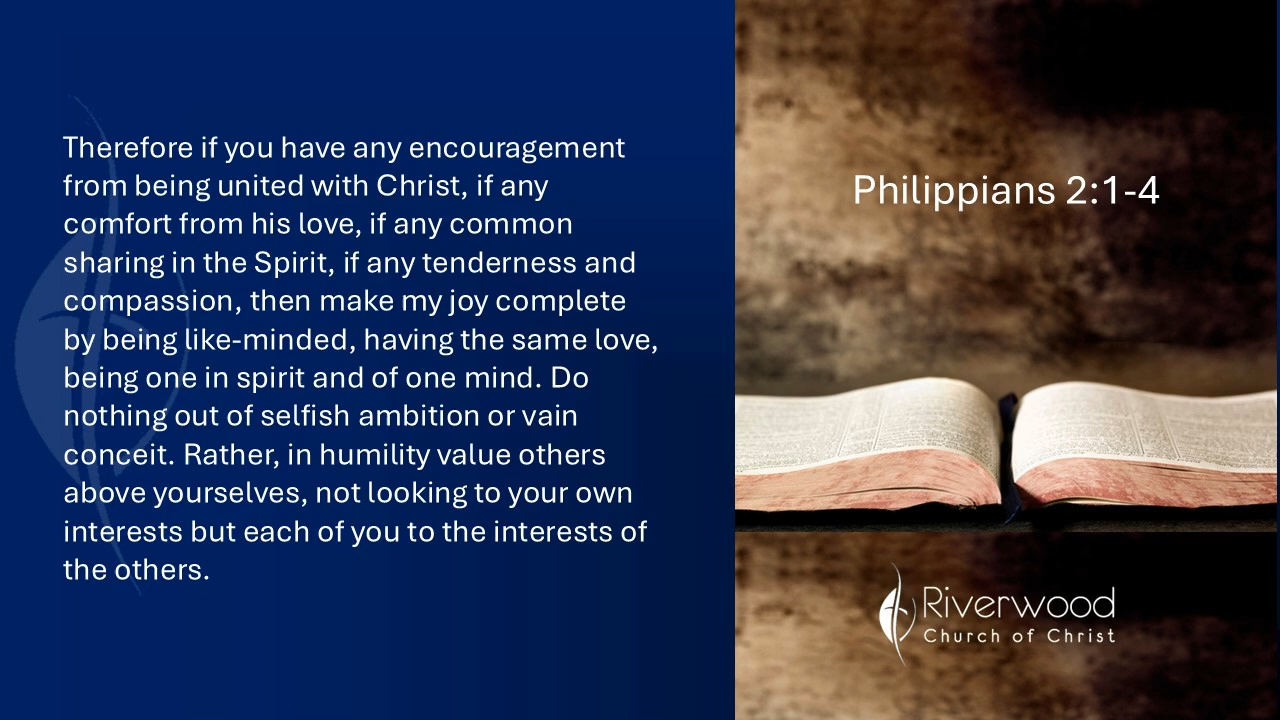 Therefore if you have any encouragement
from being united with Christ, if any
comfort from his love, if any common
sharing in the Spirit, if any tenderness and
compassion, then make my joy complete
by being like-minded, having the same love,
being one in spirit and of one mind. Do
nothing out of selfish ambition or vain
conceit. Rather, in humility value others
above yourselves, not looking to your own
interests but each of you to the interests of
the others.
Philippians 2:1-4
Riverwood
Church of Christ